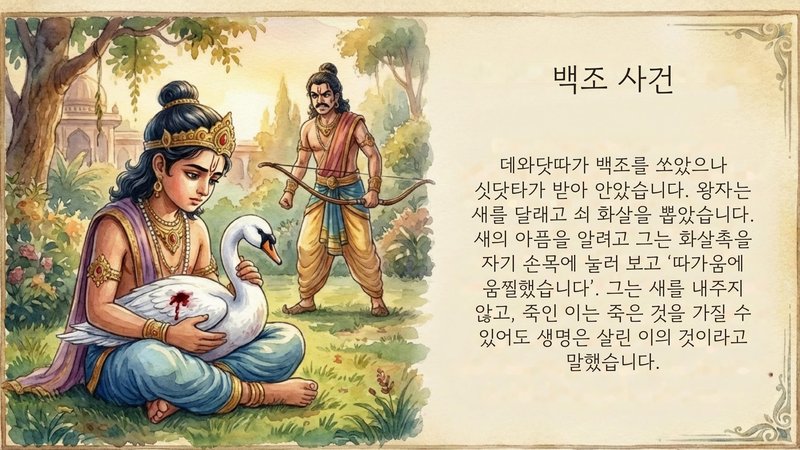 백조 사건
데와닷따가 백조를 쏘았으나
싯닷타가 받아 안았습니다. 왕자는
새를 달래고 쇠 화살을 뽑았습니다.
새의 아픔을 알려고 그는 화살촉을
자기 손목에 눌러 보고 ‘따가움에
움찔했습니다’. 그는 새를 내주지
않고, 죽인 이는 죽은 것을 가질 수
있어도 생명은 살린 이의 것이라고
말했습니다.